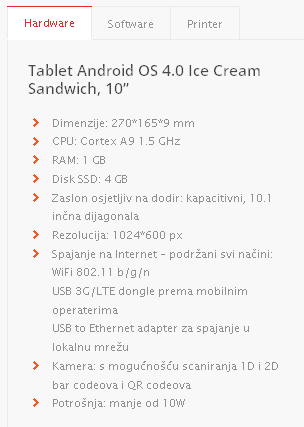 Hardware
Software
Printer
Tablet Android OS 4.0 Ice Cream
Sandwich, 10”
Dimenzije: 270*165*9 mm
CPU: Cortex A9 1.5 GHz
RAM: 1 GB
Disk SSD: 4 GB
Zaslon osjetljiv na dodir: kapacitivni, 10.1
inčna dijagonala
Rezolucija: 1024*600 px
Spajanje na Internet – podržani svi načini:
WiFi 802.11 b/g/n
USB 3G/LTE dongle prema mobilnim
operaterima
USB to Ethernet adapter za spajanje u
lokalnu mrežu
Kamera: s mogućnošću scaniranja 1D i 2D
bar codeova i QR codeova
Potrošnja: manje od 10W